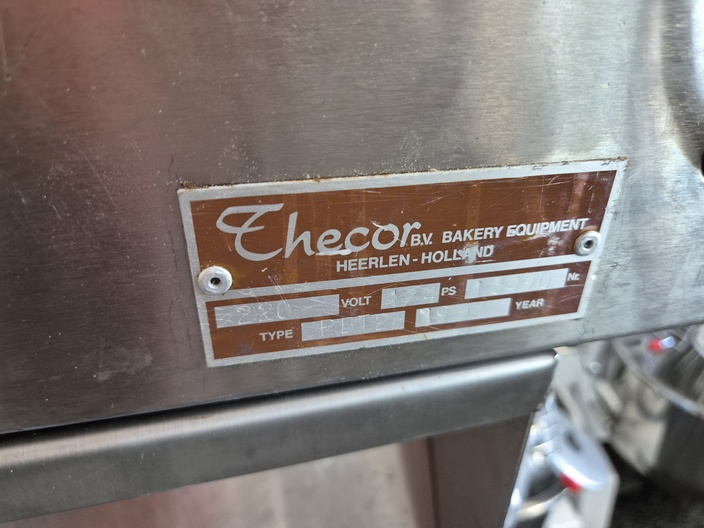 Thecor B.V. BAKERY EQUIPMENT
HEERLEN - HOLLAND
VOLT PS Nr.
TYPE YEAR